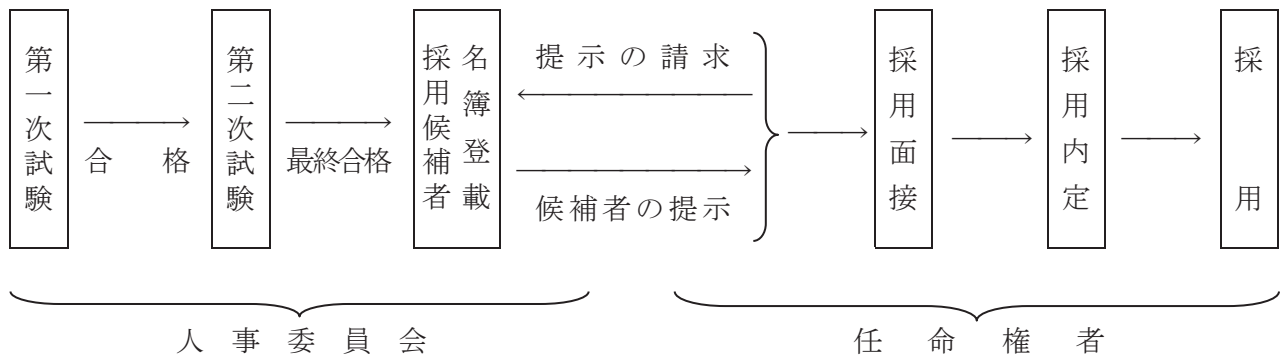 第一次試験
合格
第二次試験
最終合格
採用候補者
名簿登載
提示の請求
候補者の提示
採用面接
採用内定
採用
人事委員会
任命権者